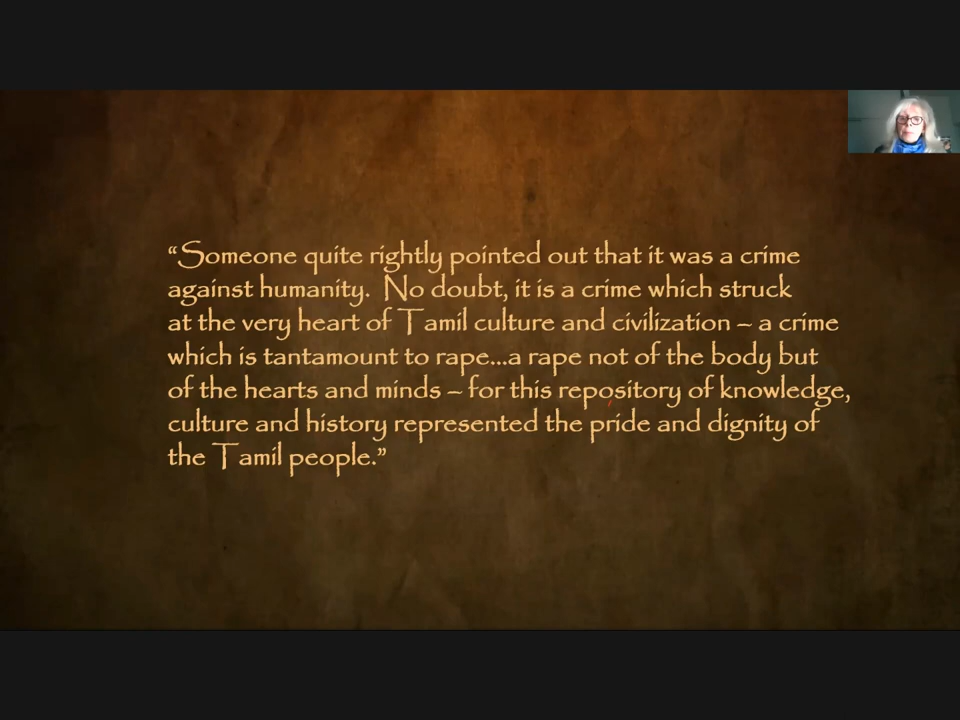 “Someone quite rightly pointed out that it was a crime
against humanity.  No doubt, it is a crime which struck
at the very heart of Tamil culture and civilization – a crime
which is tantamount to rape...a rape not of the body but
of the hearts and minds – for this repository of knowledge,
culture and history represented the pride and dignity of
the Tamil people.”